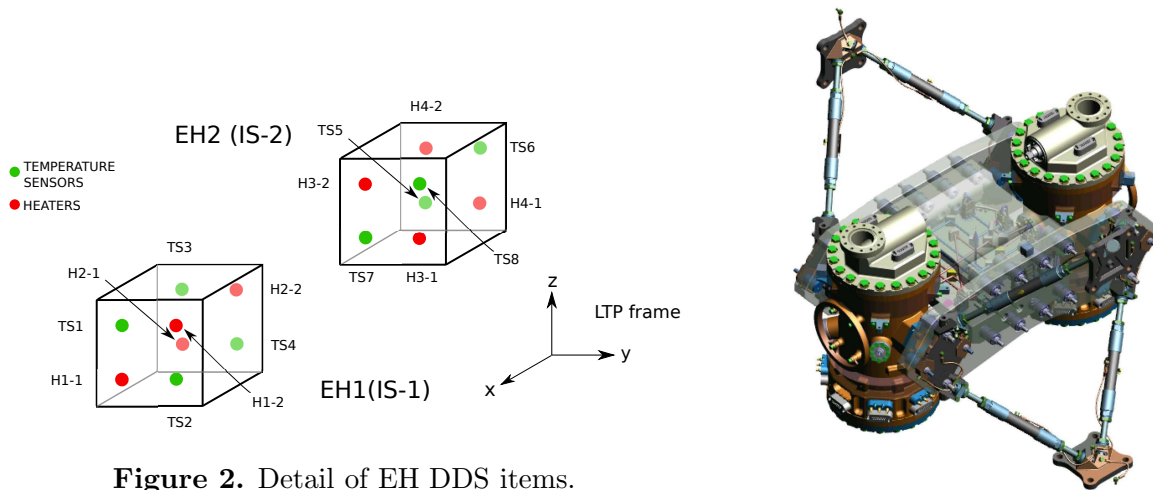 H4-2
EH2 (IS-2)
TS5
TS6
TEMPERATURE
SENSORS
HEATERS
H3-2
H4-1
TS3
TS8
TS7
H3-1
H2-1
H2-2
z
LTP frame
TS1
TS4
y
H1-1
EH1(IS-1)
x
H1-2
TS2
Figure 2. Detail of EH DDS items.